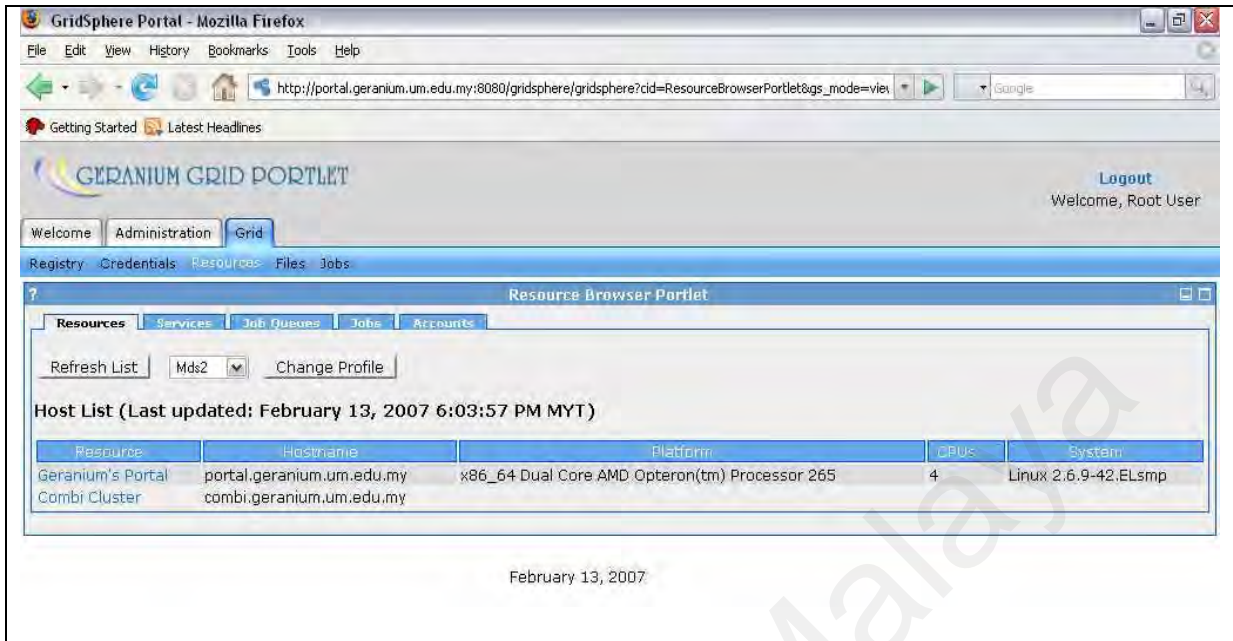 GridSphere Portal - Mozilla Firefox
File Edit View History Bookmarks Tools Help
http://portal.geranium.um.edu.my:8080/gridsphere/gridsphere?cid=ResourceBrowserPortlet&gs_mode=view
Google
Getting Started Latest Headlines
GERANIUM GRID PORTLET
Logout
Welcome, Root User
Welcome Administration Grid
Registry Credentials Resources Files Jobs
? Resource Browser Portlet
Resources Services Job Queues Jobs Accounts
Refresh List Mds2 Change Profile
Host List (Last updated: February 13, 2007 6:03:57 PM MYT)
Resource Hostname Platform CPUs System
Geranium's Portal portal.geranium.um.edu.my x86_64 Dual Core AMD Opteron(tm) Processor 265 4 Linux 2.6.9-42.ELsmp
Combi Cluster combi.geranium.um.edu.my
February 13, 2007
Malaya